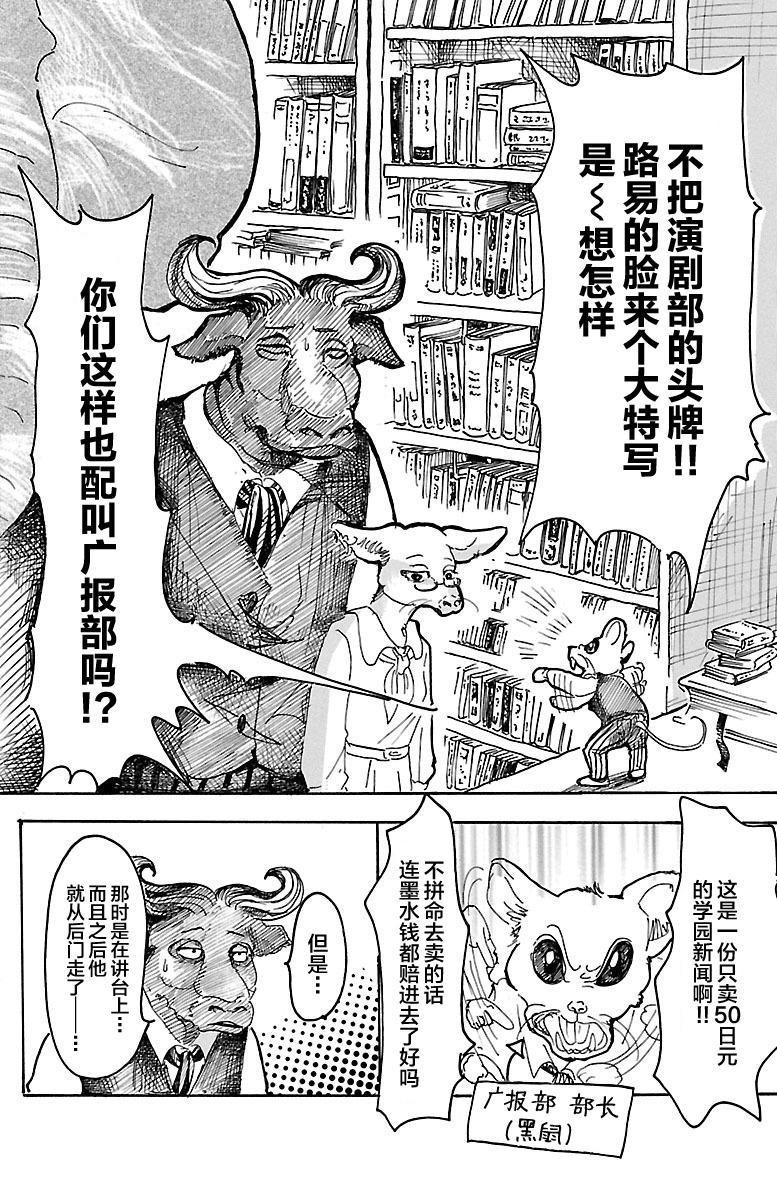 不把演剧部的头牌!!
路易的脸来个大特写
是～想怎样
你们这样也配叫广报部吗!?
这是一份只卖50日元
的学园新闻啊!!
不拼命去卖的话
连墨水钱都赔进去了好吗
广报部 部长
(黑鼠)
但是…
那时是在讲台上…
而且之后他
就从后门走了——…